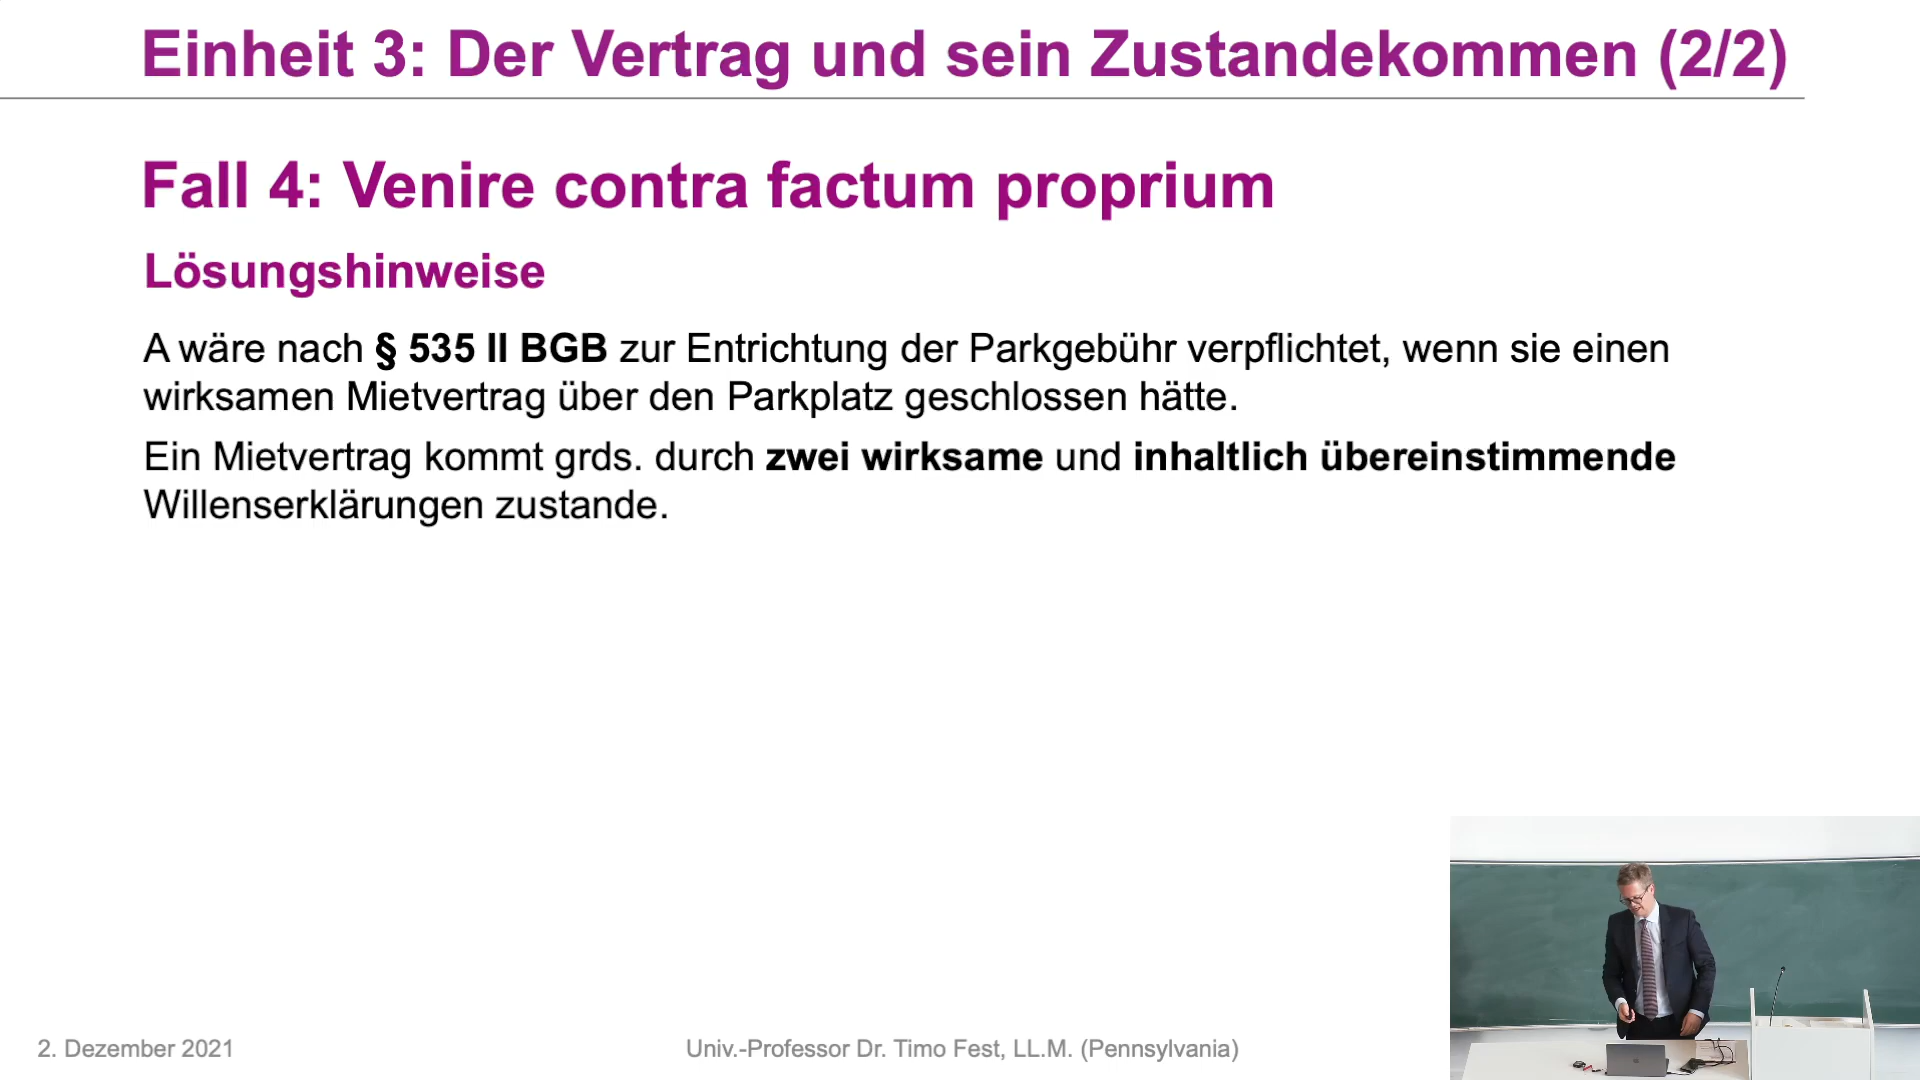 Einheit 3: Der Vertrag und sein Zustandekommen (2/2)
Fall 4: Venire contra factum proprium
Lösungshinweise
A wäre nach § 535 II BGB zur Entrichtung der Parkgebühr verpflichtet, wenn sie einen
wirksamen Mietvertrag über den Parkplatz geschlossen hätte.
Ein Mietvertrag kommt grds. durch zwei wirksame und inhaltlich übereinstimmende
Willenserklärungen zustande.
2. Dezember 2021
Univ.-Professor Dr. Timo Fest, LL.M. (Pennsylvania)